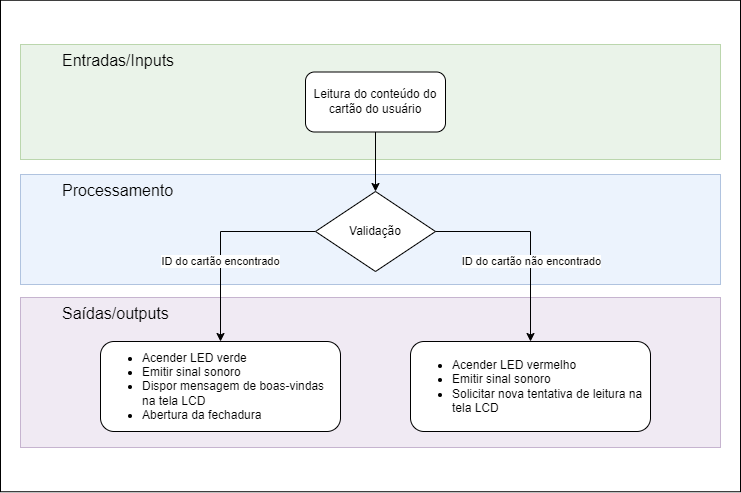 Entradas/Inputs
Leitura do conteúdo do
cartão do usuário
Processamento
Validação
ID do cartão encontrado
ID do cartão não encontrado
Saídas/outputs
• Acender LED verde
• Emitir sinal sonoro
• Dispor mensagem de boas-vindas
na tela LCD
• Abertura da fechadura
• Acender LED vermelho
• Emitir sinal sonoro
• Solicitar nova tentativa de leitura na
tela LCD